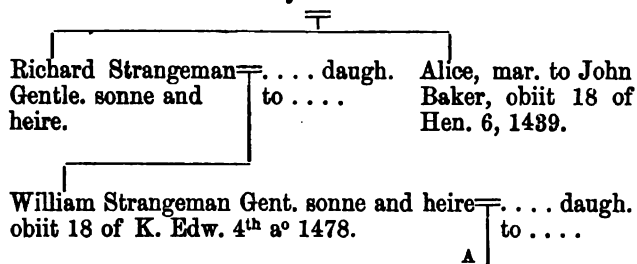 Richard Strangeman=. . . . daugh.
Gentle. sonne and to . . . .
heire.
Alice, mar. to John
Baker, obiit 18 of
Hen. 6, 1439.
William Strangeman Gent. sonne and heire=. . . . daugh.
obiit 18 of K. Edw. 4th aº 1478. to . . . .
A